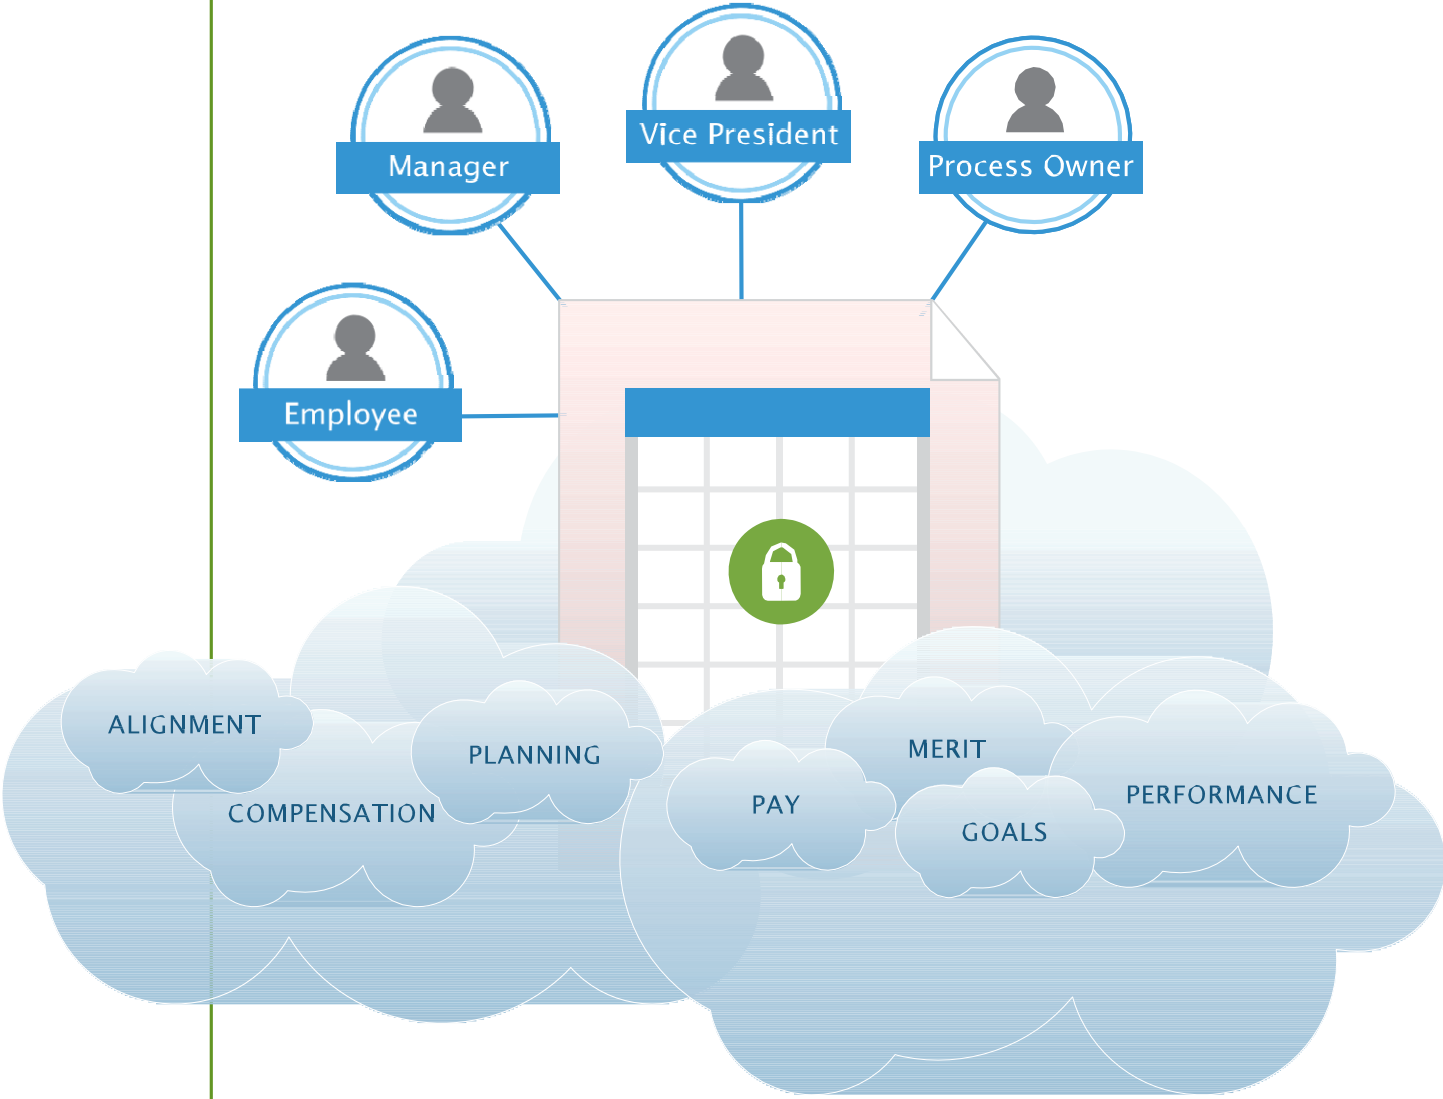 Vice President
Manager
Process Owner
Employee
ALIGNMENT
PLANNING
MERIT
COMPENSATION
PAY
PERFORMANCE
GOALS